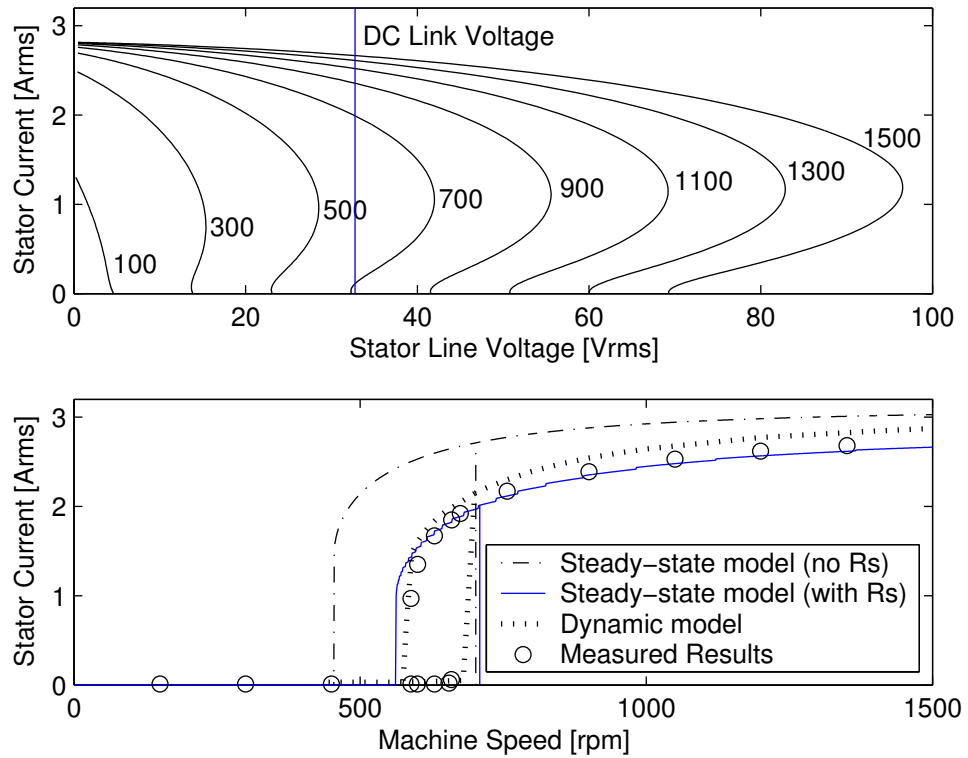 DC Link Voltage
Stator Current [Arms]
3
2
1
0
100
300
500
700
900
1100
1300
1500
0
20
40
60
80
100
Stator Line Voltage [Vrms]
Stator Current [Arms]
3
2
1
0
Steady-state model (no Rs)
Steady-state model (with Rs)
Dynamic model
Measured Results
0
500
1000
1500
Machine Speed [rpm]